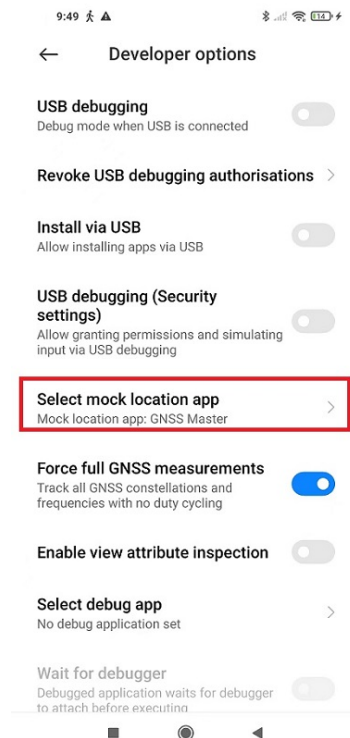 9:49
14
Developer options
USB debugging
Debug mode when USB is connected
Revoke USB debugging authorisations
Install via USB
Allow installing apps via USB
USB debugging (Security
settings)
Allow granting permissions and simulating
input via USB debugging
Select mock location app
Mock location app: GNSS Master
Force full GNSS measurements
Track all GNSS constellations and
frequencies with no duty cycling
Enable view attribute inspection
Select debug app
No debug application set
Wait for debugger
Debugged application waits for debugger
to attach before executing